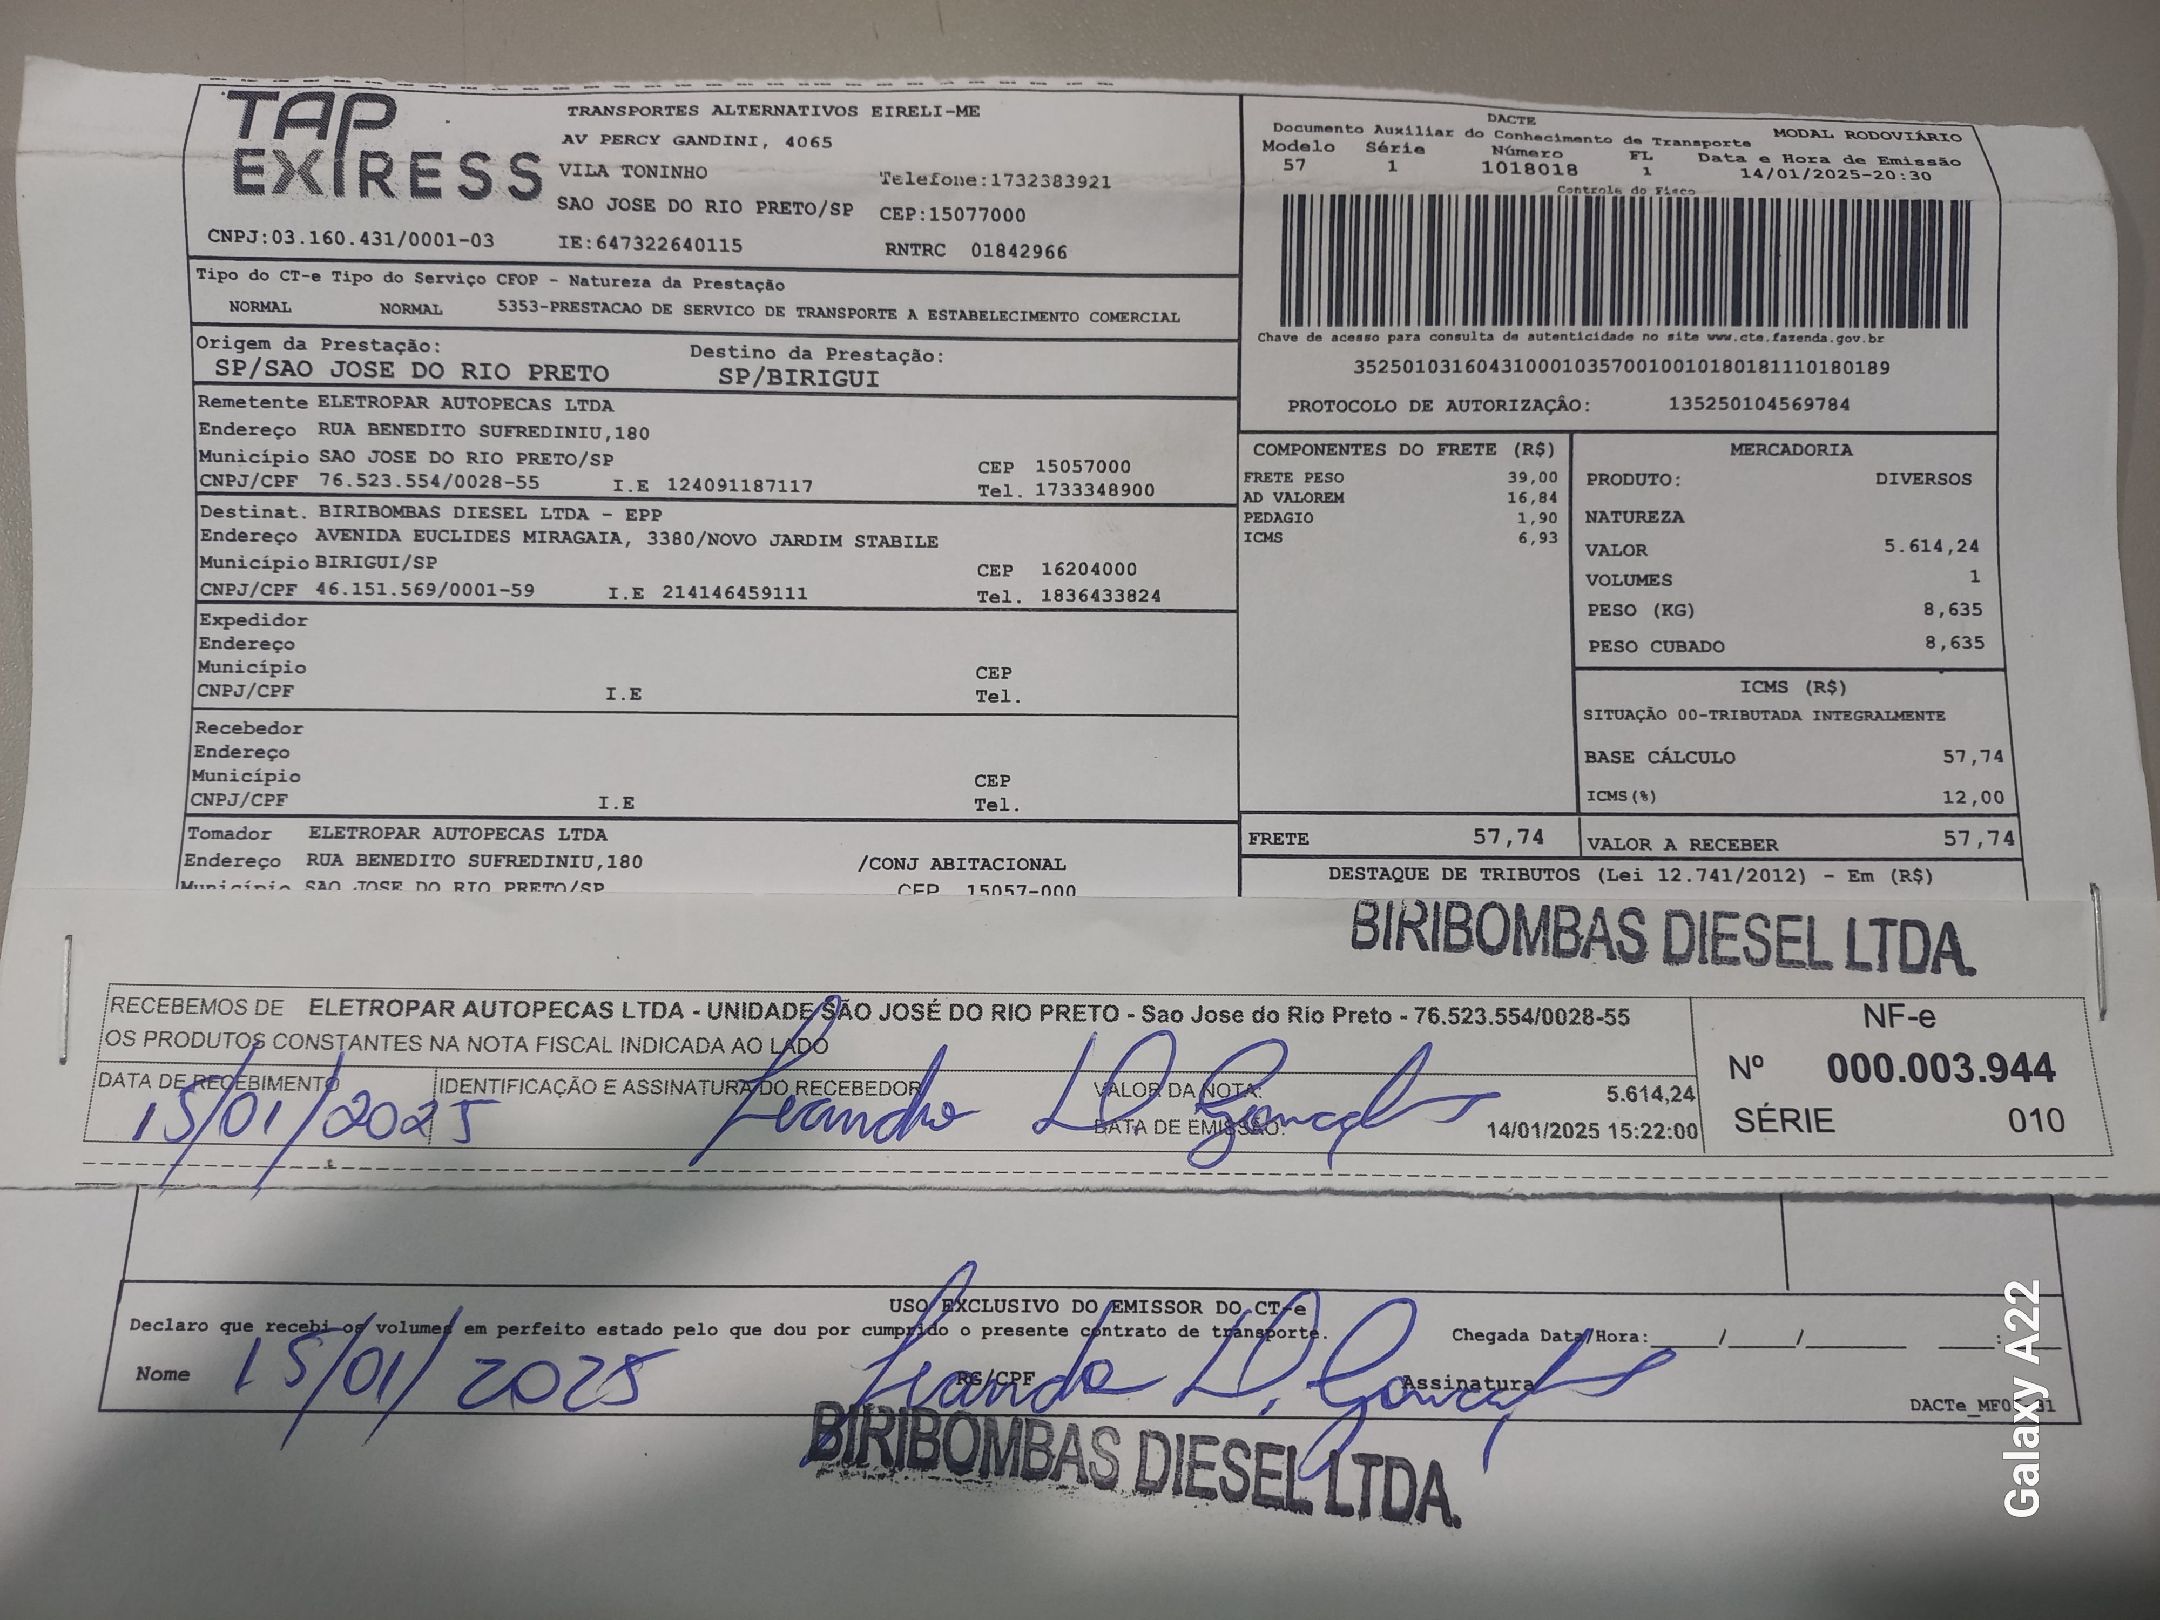 TAP EXPRESS
TRANSPORTES ALTERNATIVOS EIRELI-ME
AV PERCY GANDINI, 4065
VILA TONINHO Telefone:1732383921
SAO JOSE DO RIO PRETO/SP CEP:15077000
CNPJ:03.160.431/0001-03 IE:647322640115 RNTRC 01842966
DACTE
Documento Auxiliar do Conhecimento de Transporte MODAL RODOVIÁRIO
Modelo Série Número FL Data e Hora de Emissão
57 1 1018018 1 14/01/2025-20:30
Controle do Fisco
Chave de acesso para consulta de autenticidade no site www.cte.fazenda.gov.br
35250103160431000103570010010180181110180189
PROTOCOLO DE AUTORIZAÇÂO: 135250104569784
Tipo do CT-e Tipo do Serviço CFOP - Natureza da Prestação
NORMAL NORMAL 5353-PRESTACAO DE SERVICO DE TRANSPORTE A ESTABELECIMENTO COMERCIAL
Origem da Prestação: Destino da Prestação:
SP/SAO JOSE DO RIO PRETO SP/BIRIGUI
Remetente ELETROPAR AUTOPECAS LTDA
Endereço RUA BENEDITO SUFREDINIU,180
Município SAO JOSE DO RIO PRETO/SP CEP 15057000
CNPJ/CPF 76.523.554/0028-55 I.E 124091187117 Tel. 1733348900
Destinat. BIRIBOMBAS DIESEL LTDA - EPP
Endereço AVENIDA EUCLIDES MIRAGAIA, 3380/NOVO JARDIM STABILE
Município BIRIGUI/SP CEP 16204000
CNPJ/CPF 46.151.569/0001-59 I.E 214146459111 Tel. 1836433824
Expedidor
Endereço
Município CEP
CNPJ/CPF I.E Tel.
Recebedor
Endereço
Município CEP
CNPJ/CPF I.E Tel.
Tomador ELETROPAR AUTOPECAS LTDA
Endereço RUA BENEDITO SUFREDINIU,180 /CONJ ABITACIONAL
Município SAO JOSE DO RIO PRETO/SP CEP 15057-000
COMPONENTES DO FRETE (R$)
FRETE PESO 39,00
AD VALOREM 16,84
PEDAGIO 1,90
ICMS 6,93
MERCADORIA
PRODUTO: DIVERSOS
NATUREZA
VALOR 5.614,24
VOLUMES 1
PESO (KG) 8,635
PESO CUBADO 8,635
ICMS (R$)
SITUAÇÃO 00-TRIBUTADA INTEGRALMENTE
BASE CÁLCULO 57,74
ICMS(%) 12,00
FRETE 57,74 VALOR A RECEBER 57,74
DESTAQUE DE TRIBUTOS (Lei 12.741/2012) - Em (R$)
BIRIBOMBAS DIESEL LTDA.
RECEBEMOS DE ELETROPAR AUTOPECAS LTDA - UNIDADE SÃO JOSÉ DO RIO PRETO - Sao Jose do Rio Preto - 76.523.554/0028-55
OS PRODUTOS CONSTANTES NA NOTA FISCAL INDICADA AO LADO
DATA DE RECEBIMENTO IDENTIFICAÇÃO E ASSINATURA DO RECEBEDOR VALOR DA NOTA: 5.614,24
15/01/2025 Leandro D. DATA DE EMISSÃO: 14/01/2025 15:22:00
NF-e
Nº 000.003.944
SÉRIE 010
USO EXCLUSIVO DO EMISSOR DO CT-e
Declaro que recebi os volumes em perfeito estado pelo que dou por cumprido o presente contrato de transporte. Chegada Data/Hora:____/____/______ ___:___
Nome 15/01/2025 RG/CPF Leandro D. Assinatura
BIRIBOMBAS DIESEL LTDA.
Galaxy A22